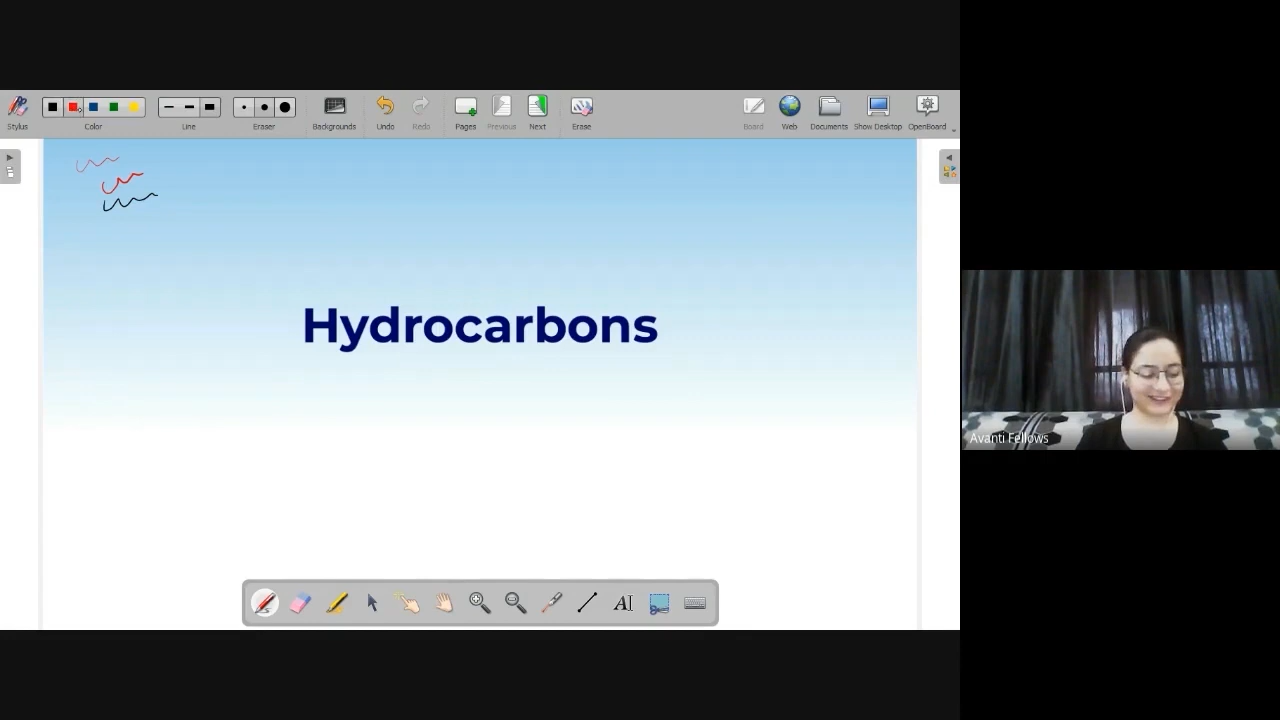 Stylus Color Line Eraser Backgrounds Undo Redo Pages Previous Next Erase Board Web Documents Show Desktop OpenBoard
Hydrocarbons
Avanti Fellows
A